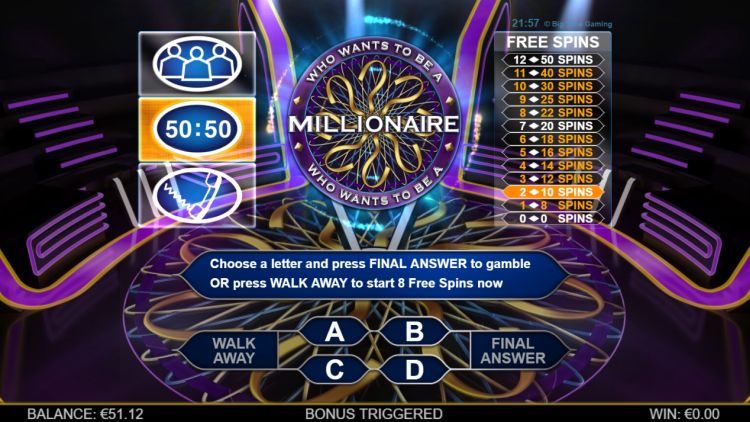 21:57 © Big Time Gaming
FREE SPINS
12 ◆ 50 SPINS
11 ◆ 40 SPINS
10 ◆ 30 SPINS
9 ◆ 25 SPINS
8 ◆ 22 SPINS
7 ◆ 20 SPINS
6 ◆ 18 SPINS
5 ◆ 16 SPINS
4 ◆ 14 SPINS
3 ◆ 12 SPINS
2 ◆ 10 SPINS
1 ◆ 8 SPINS
0 ◆ 0 SPINS
50:50
WHO WANTS TO BE A
MILLIONAIRE
WHO WANTS TO BE A
Choose a letter and press FINAL ANSWER to gamble
OR press WALK AWAY to start 8 Free Spins now
WALK
AWAY
A
B
C
D
FINAL
ANSWER
BALANCE: €51.12
BONUS TRIGGERED
WIN: €0.00